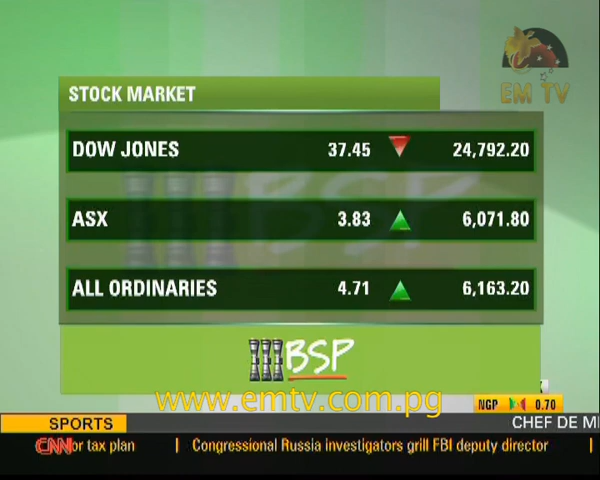 EM TV
STOCK MARKET
DOW JONES 37.45 24,792.20
ASX 3.83 6,071.80
ALL ORDINARIES 4.71 6,163.20
BSP
BSP
www.emtv.com.pg
NGP 0.70
SPORTS CHEF DE MI
CNN or tax plan | Congressional Russia investigators grill FBI deputy director |